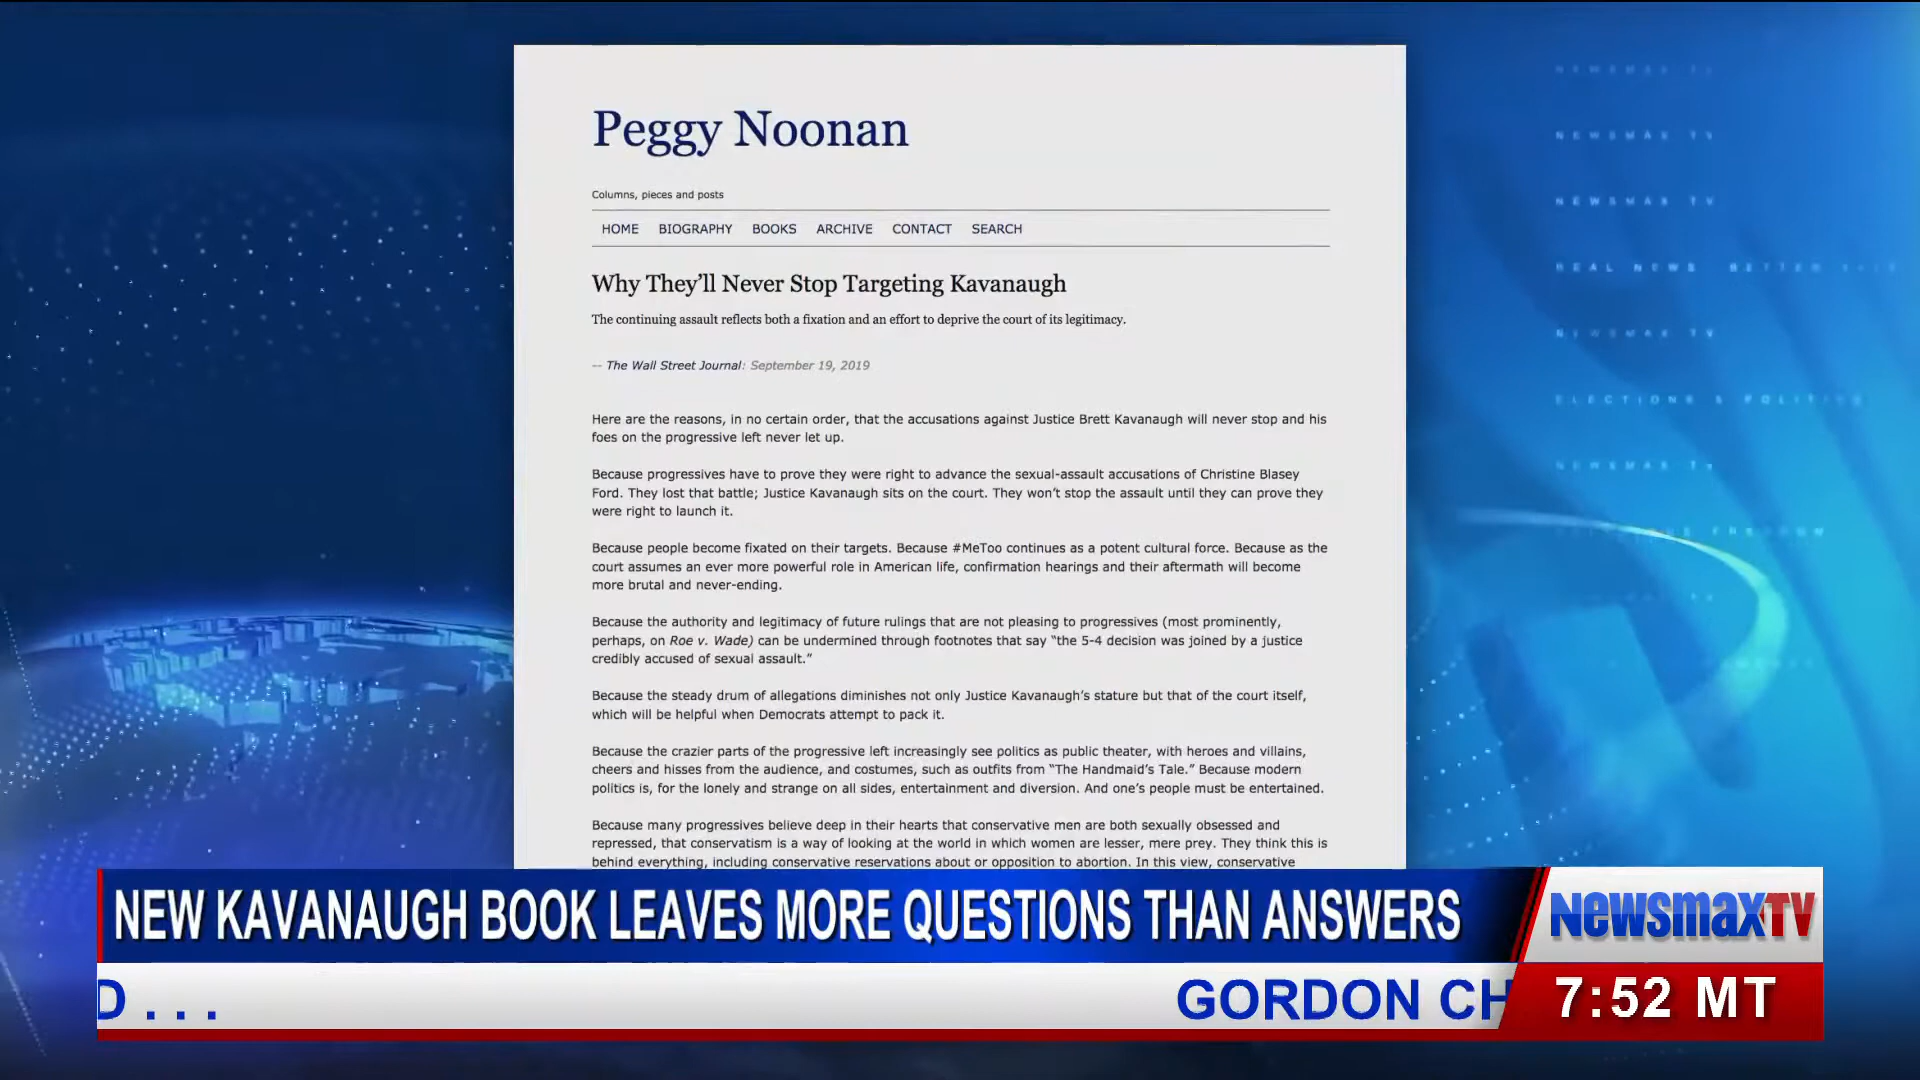 Peggy Noonan
Columns, pieces and posts
HOME BIOGRAPHY BOOKS ARCHIVE CONTACT SEARCH
Why They’ll Never Stop Targeting Kavanaugh
The continuing assault reflects both a fixation and an effort to deprive the court of its legitimacy.
-- The Wall Street Journal: September 19, 2019
Here are the reasons, in no certain order, that the accusations against Justice Brett Kavanaugh will never stop and his
foes on the progressive left never let up.
Because progressives have to prove they were right to advance the sexual-assault accusations of Christine Blasey
Ford. They lost that battle; Justice Kavanaugh sits on the court. They won’t stop the assault until they can prove they
were right to launch it.
Because people become fixated on their targets. Because #MeToo continues as a potent cultural force. Because as the
court assumes an ever more powerful role in American life, confirmation hearings and their aftermath will become
more brutal and never-ending.
Because the authority and legitimacy of future rulings that are not pleasing to progressives (most prominently,
perhaps, on Roe v. Wade) can be undermined through footnotes that say “the 5-4 decision was joined by a justice
credibly accused of sexual assault.”
Because the steady drum of allegations diminishes not only Justice Kavanaugh’s stature but that of the court itself,
which will be helpful when Democrats attempt to pack it.
Because the crazier parts of the progressive left increasingly see politics as public theater, with heroes and villains,
cheers and hisses from the audience, and costumes, such as outfits from “The Handmaid’s Tale.” Because modern
politics is, for the lonely and strange on all sides, entertainment and diversion. And one’s people must be entertained.
Because many progressives believe deep in their hearts that conservative men are both sexually obsessed and
repressed, that conservatism is a way of looking at the world in which women are lesser, mere prey. They think this is
behind everything, including conservative reservations about or opposition to abortion. In this view, conservative
NEWSMAX TV
NEWSMAX TV
NEWSMAX TV
REAL NEWS BETTER
NEWSMAX TV
ELECTIONS & POLITICS
NEWSMAX TV
FREEDOM
NEW KAVANAUGH BOOK LEAVES MORE QUESTIONS THAN ANSWERS
NEWSMAXTV
D . . . GORDON CH
7:52 MT